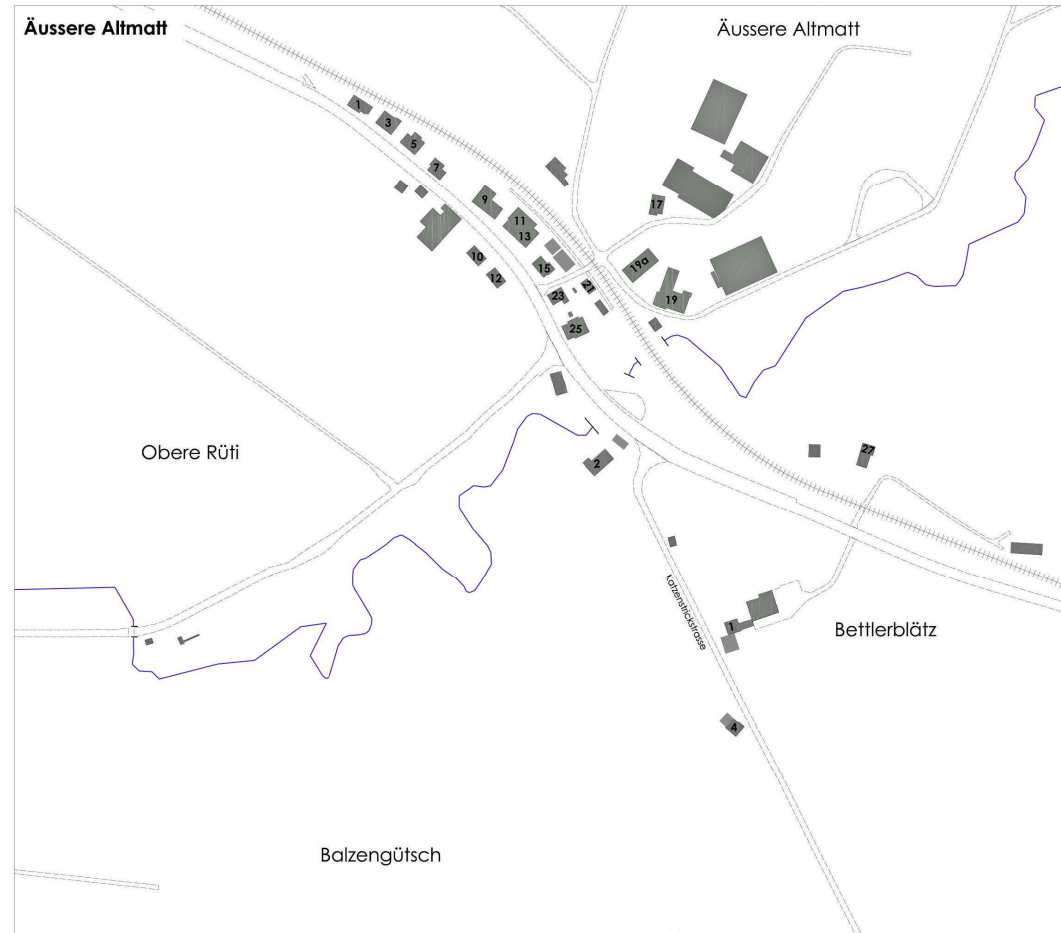 Äussere Altmatt
Äussere Altmatt
1
3
5
7
9
11
13
15
17
19a
19
21
23
25
10
12
Obere Rüti
2
27
Katzenstrickstrasse
1
Bettlerblätz
4
Balzengütsch